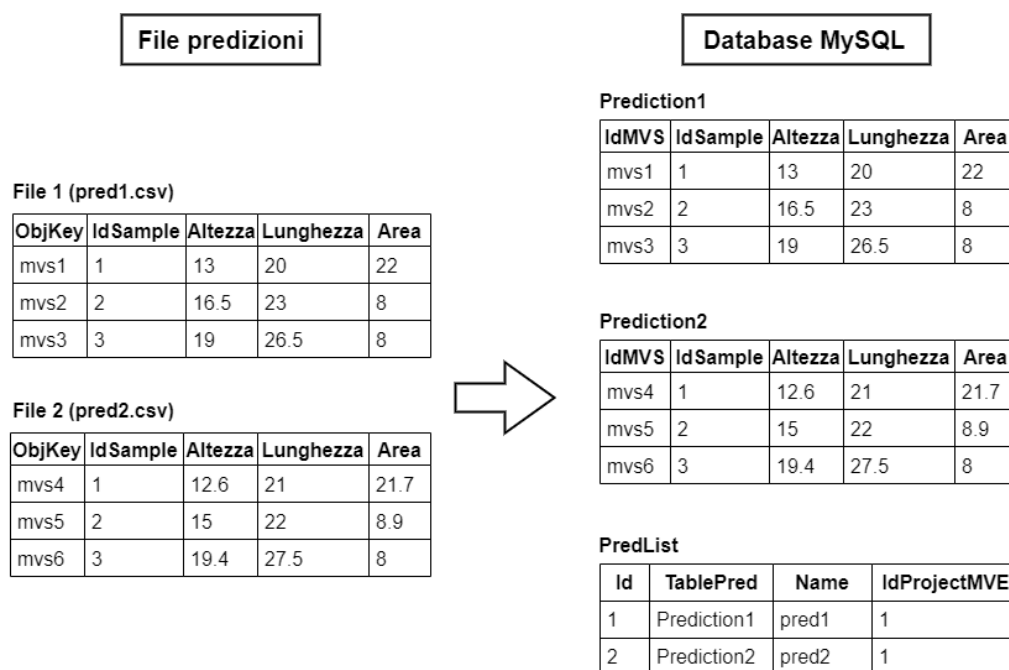 File predizioni
File 1 (pred1.csv)
ObjKey IdSample Altezza Lunghezza Area
mvs1 1 13 20 22
mvs2 2 16.5 23 8
mvs3 3 19 26.5 8
File 2 (pred2.csv)
ObjKey IdSample Altezza Lunghezza Area
mvs4 1 12.6 21 21.7
mvs5 2 15 22 8.9
mvs6 3 19.4 27.5 8
Database MySQL
Prediction1
IdMVS IdSample Altezza Lunghezza Area
mvs1 1 13 20 22
mvs2 2 16.5 23 8
mvs3 3 19 26.5 8
Prediction2
IdMVS IdSample Altezza Lunghezza Area
mvs4 1 12.6 21 21.7
mvs5 2 15 22 8.9
mvs6 3 19.4 27.5 8
PredList
Id TablePred Name IdProjectMVE
1 Prediction1 pred1 1
2 Prediction2 pred2 1